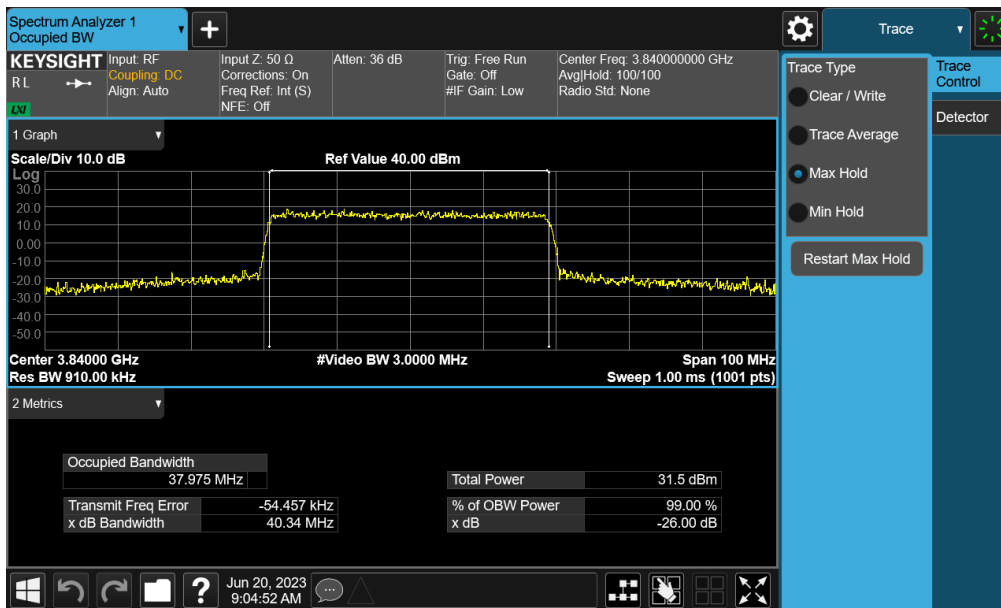 Spectrum Analyzer 1
Occupied BW
+
Trace
KEYSIGHT
R L
LXI
Input: RF
Coupling: DC
Align: Auto
Input Z: 50 Ω
Corrections: On
Freq Ref: Int (S)
NFE: Off
Atten: 36 dB
Trig: Free Run
Gate: Off
#IF Gain: Low
Center Freq: 3.840000000 GHz
Avg|Hold: 100/100
Radio Std: None
Trace Type
Clear / Write
Trace Average
Max Hold
Min Hold
Restart Max Hold
Trace
Control
Detector
1 Graph
Scale/Div 10.0 dB
Ref Value 40.00 dBm
Log
30.0
20.0
10.0
0.00
-10.0
-20.0
-30.0
-40.0
-50.0
Center 3.84000 GHz
#Video BW 3.0000 MHz
Span 100 MHz
Res BW 910.00 kHz
Sweep 1.00 ms (1001 pts)
2 Metrics
Occupied Bandwidth
37.975 MHz
Total Power 31.5 dBm
Transmit Freq Error -54.457 kHz
% of OBW Power 99.00 %
x dB Bandwidth 40.34 MHz
x dB -26.00 dB
?
Jun 20, 2023
9:04:52 AM